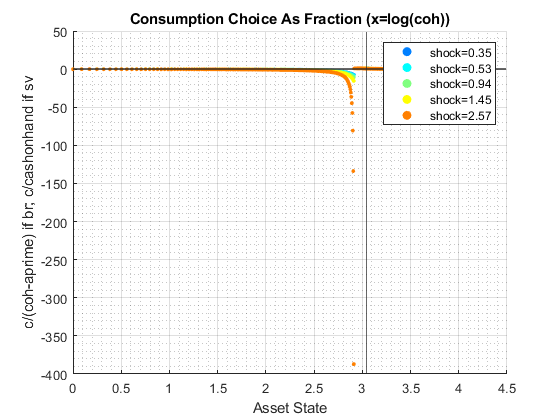 Consumption Choice As Fraction (x=log(coh))
50
0
-50
-100
-150
-200
-250
-300
-350
-400
c/(coh-aprime) if br; c/cashonhand if sv
shock=0.35
shock=0.53
shock=0.94
shock=1.45
shock=2.57
0
0.5
1
1.5
2
2.5
3
3.5
4
4.5
Asset State